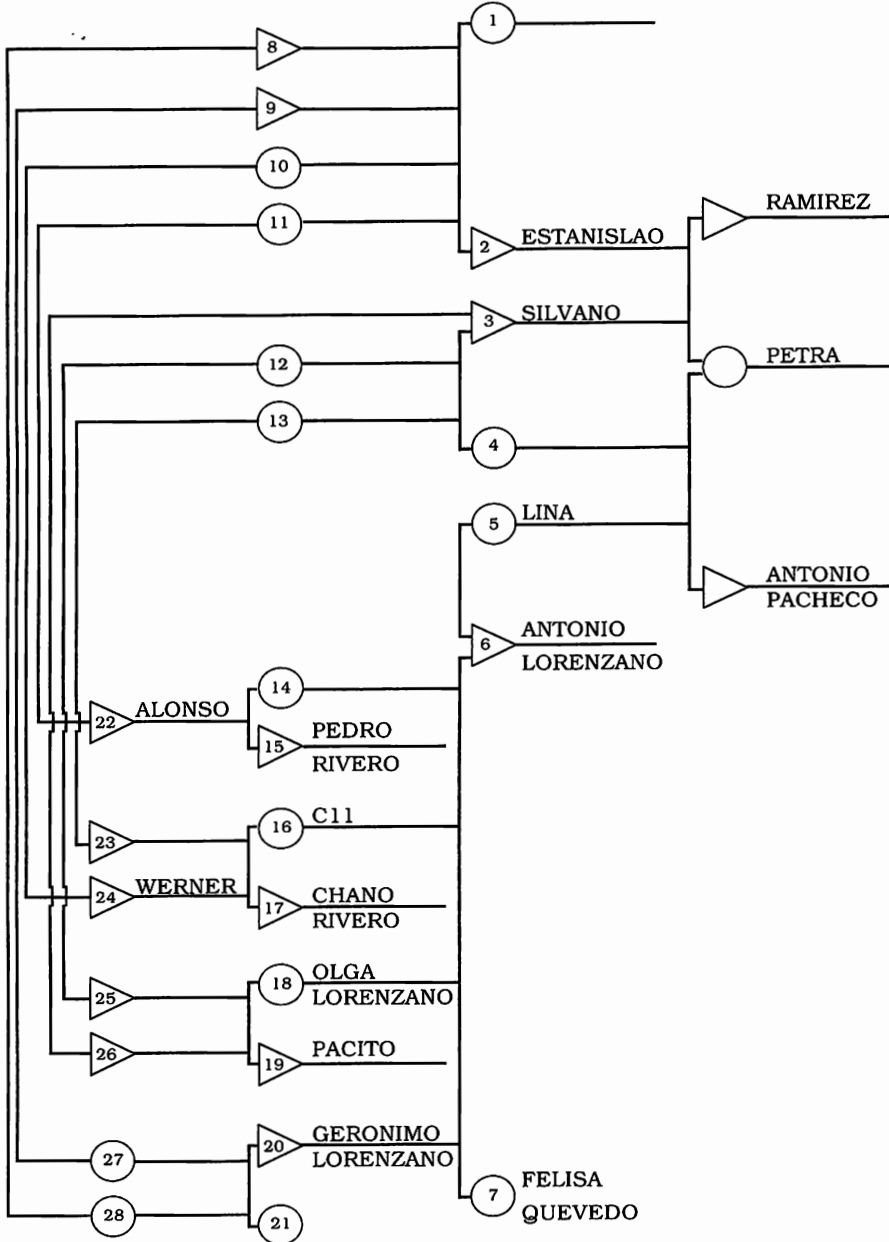 1
8
9
10
11
RAMIREZ
2 ESTANISLAO
3 SILVANO
12
PETRA
13
4
5 LINA
ANTONIO
PACHECO
6 ANTONIO
LORENZANO
14
22 ALONSO
15 PEDRO
RIVERO
16 C11
23
24 WERNER
17 CHANO
RIVERO
18 OLGA
LORENZANO
25
26
19 PACITO
20 GERONIMO
LORENZANO
27
7 FELISA
QUEVEDO
28
21